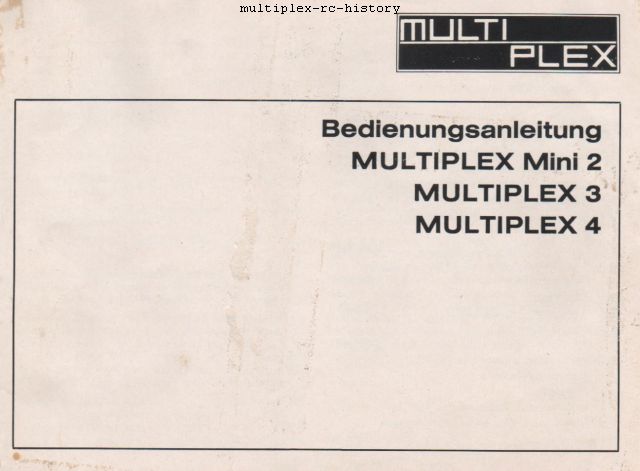 multiplex-rc-history
MULTI
PLEX
Bedienungsanleitung
MULTIPLEX Mini 2
MULTIPLEX 3
MULTIPLEX 4